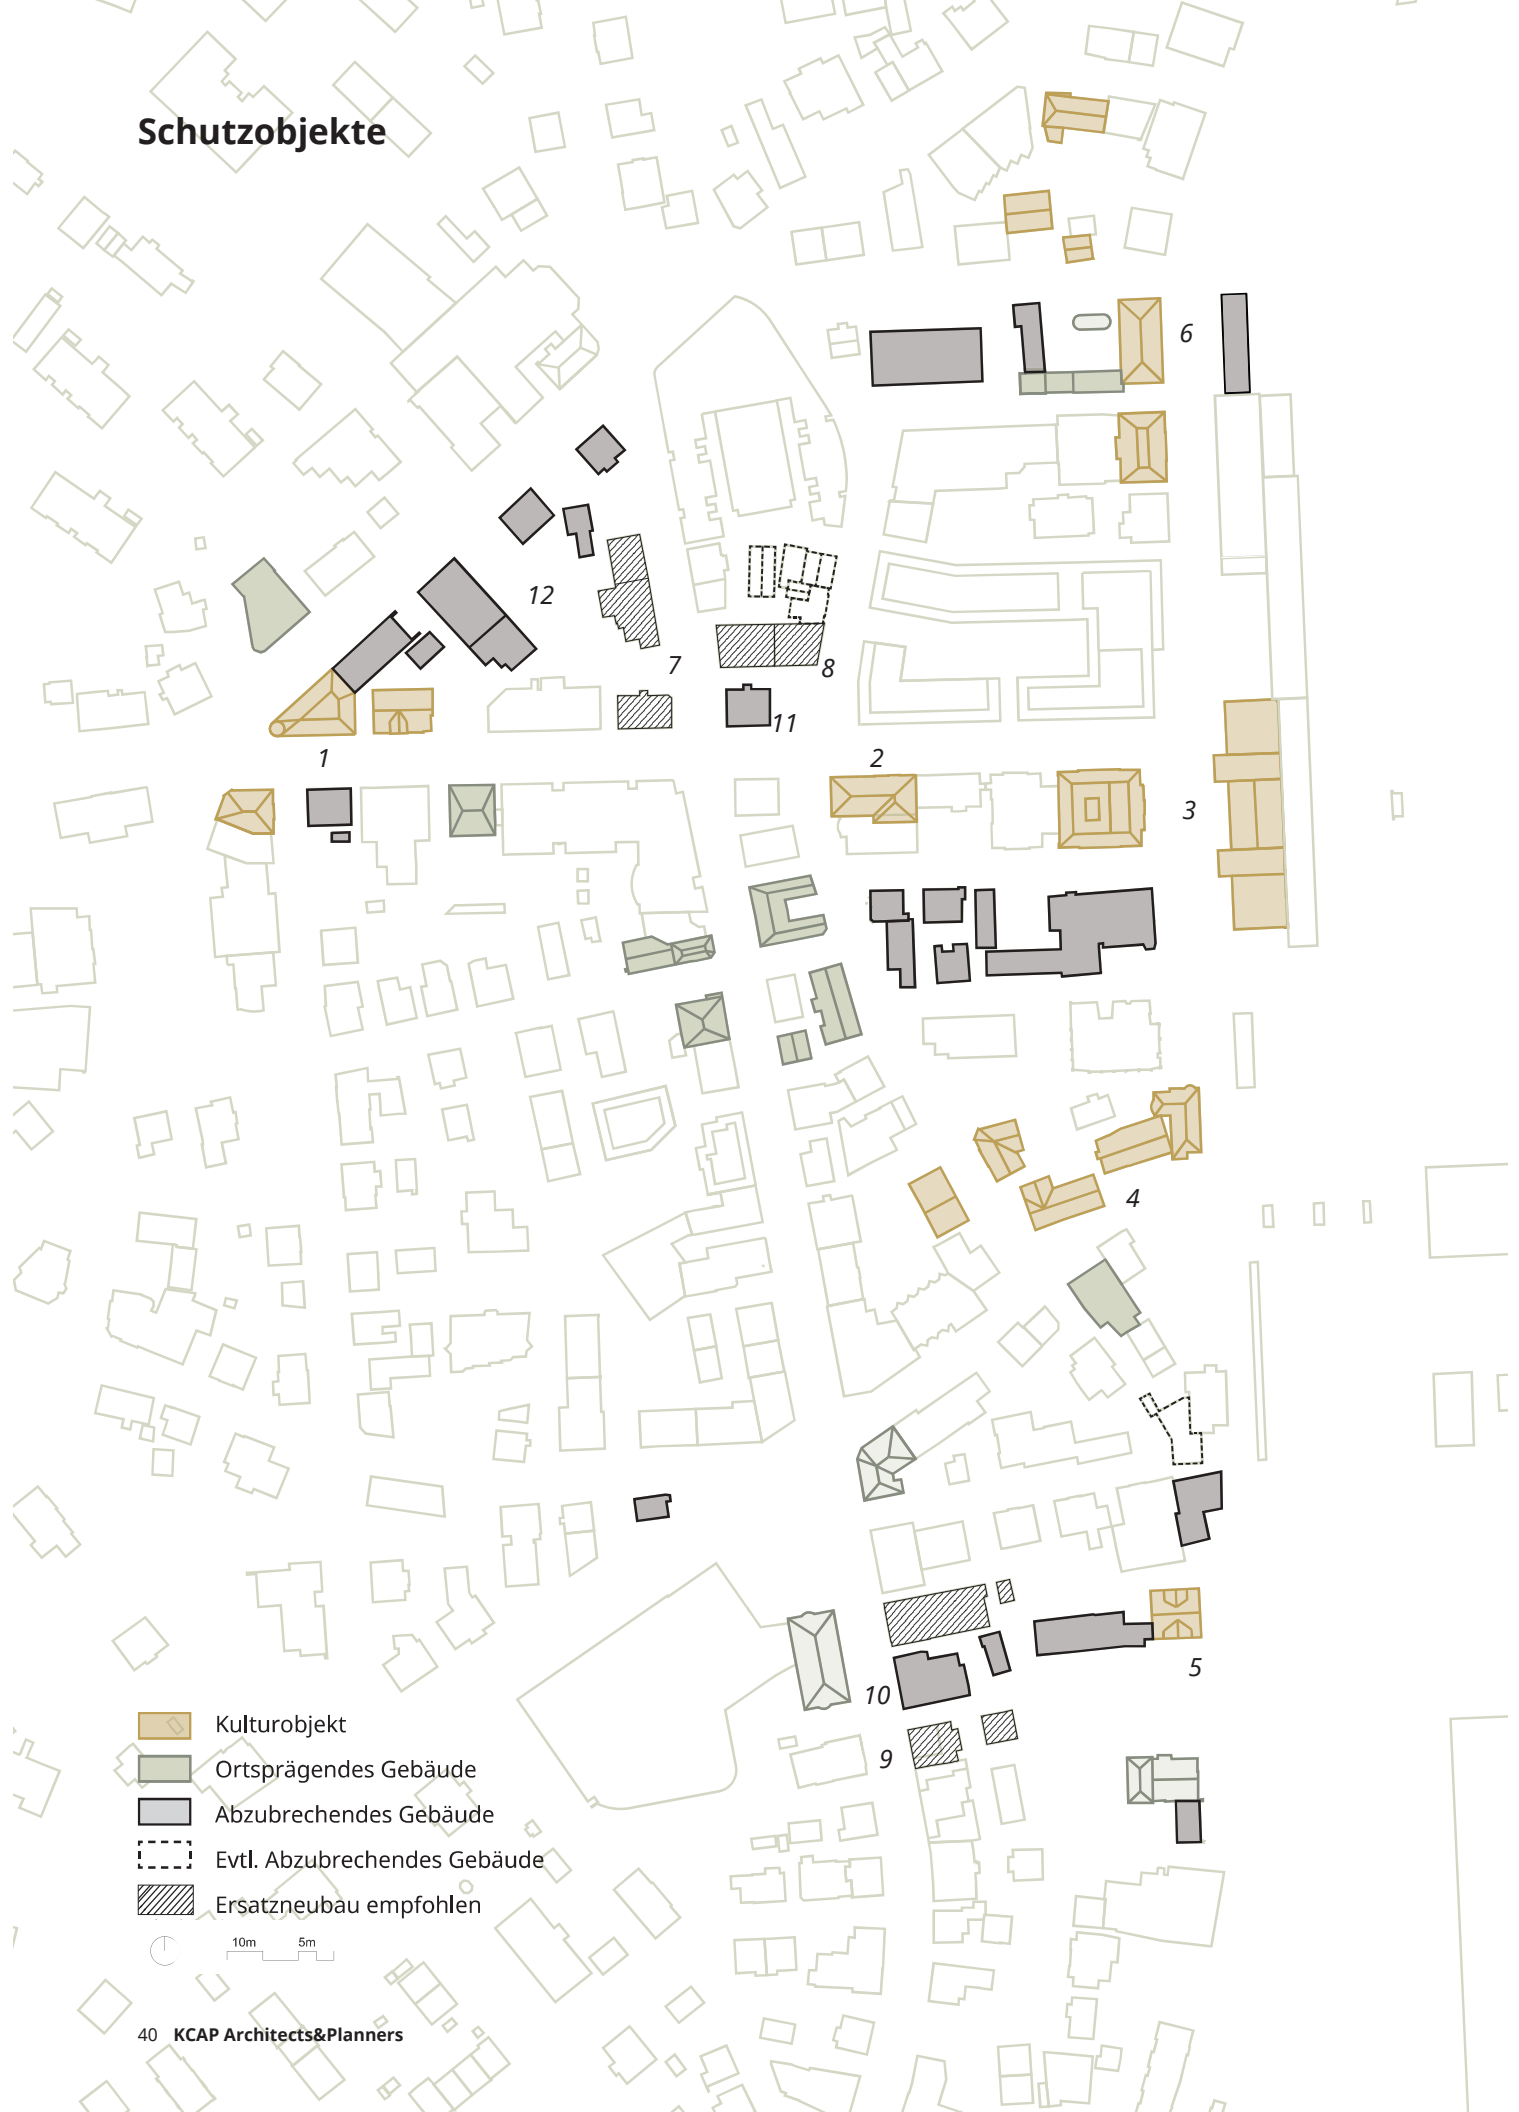 Schutzobjekte
6
12
7
8
11
1
2
3
4
5
10
9
Kulturobjekt
Ortsprägendes Gebäude
Abzubrechendes Gebäude
Evtl. Abzubrechendes Gebäude
Ersatzneubau empfohlen
10m 5m
40 KCAP Architects&Planners